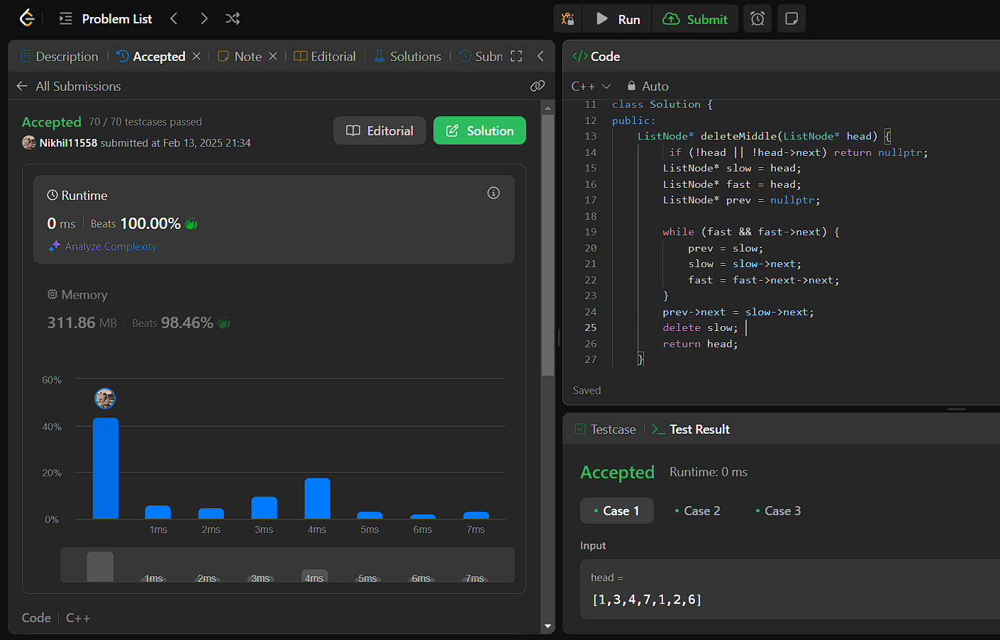 Problem List
Run
Submit
Description
Accepted
Note
Editorial
Solutions
Subm
All Submissions
Accepted 70 / 70 testcases passed
Nikhil11558 submitted at Feb 13, 2025 21:34
Editorial
Solution
Runtime
0 ms
Beats 100.00%
Analyze Complexity
Memory
311.86 MB
Beats 98.46%
60%
40%
20%
0%
1ms 2ms 3ms 4ms 5ms 6ms 7ms
1ms 2ms 3ms 4ms 5ms 6ms 7ms
Code
C++
</> Code
C++
Auto
11 class Solution {
12 public:
13 ListNode* deleteMiddle(ListNode* head) {
14 if (!head || !head->next) return nullptr;
15 ListNode* slow = head;
16 ListNode* fast = head;
17 ListNode* prev = nullptr;
18
19 while (fast && fast->next) {
20 prev = slow;
21 slow = slow->next;
22 fast = fast->next->next;
23 }
24 prev->next = slow->next;
25 delete slow;
26 return head;
27 }
Saved
Testcase
>_ Test Result
Accepted Runtime: 0 ms
Case 1
Case 2
Case 3
Input
head =
[1,3,4,7,1,2,6]